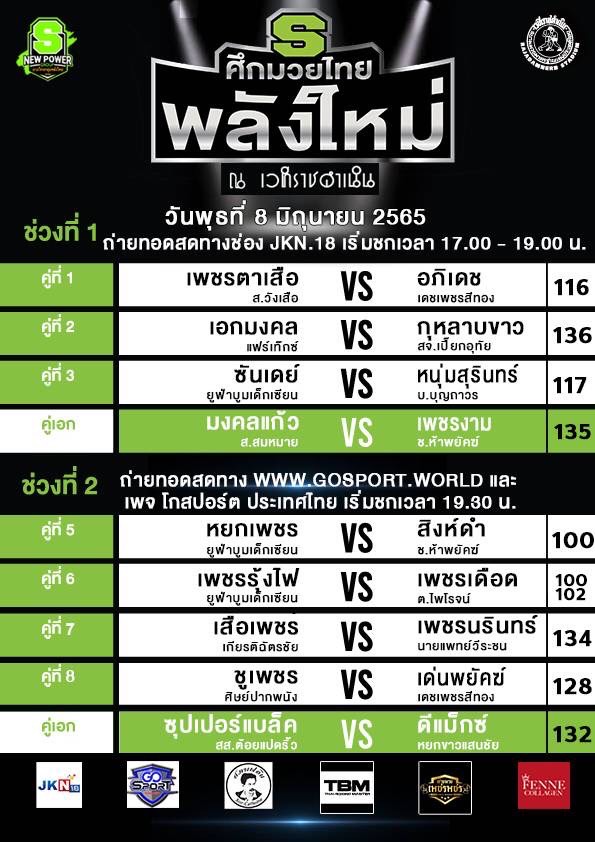 S
NEW POWER
GROUP
RAJADAMNERN STADIUM
S
ศึกมวยไทย
พลังใหม่
ณ เวทีราชดำเนิน
ช่วงที่ 1
วันพุธที่ 8 มิถุนายน 2565
ถ่ายทอดสดทางช่อง JKN.18 เริ่มชกเวลา 17.00 - 19.00 น.
คู่ที่ 1 เพชรตาเสือ VS อภิเดช 116
ส.วังเสือ เดชเพชรสีทอง
คู่ที่ 2 เอกมงคล VS กุหลาบขาว 136
แฟร์เท็กซ์ สจ.เปี๊ยกอุทัย
คู่ที่ 3 ซันเดย์ VS หนุ่มสุรินทร์ 117
ยูฟ่าบูมเด็กเซียน บ.บุญถาวร
คู่เอก มงคลแก้ว VS เพชรงาม 135
ส.สมหมาย ช.ห้าพยัคฆ์
ช่วงที่ 2
ถ่ายทอดสดทาง WWW.GOSPORT.WORLD และ
เพจ โกสปอร์ต ประเทศไทย เริ่มชกเวลา 19.30 น.
คู่ที่ 5 หยกเพชร VS สิงห์ดำ 100
ยูฟ่าบูมเด็กเซียน ช.ห้าพยัคฆ์
คู่ที่ 6 เพชรรุ้งไฟ VS เพชรเดือด 100
102
ยูฟ่าบูมเด็กเซียน ต.ไพโรจน์
คู่ที่ 7 เสือเพชร VS เพชรนรินทร์ 134
เกียรติฉัตรชัย นายแพทย์วีระชน
คู่ที่ 8 ชูเพชร VS เด่นพยัคฆ์ 128
ศิษย์ปากพนัง เดชเพชรสีทอง
คู่เอก ซุปเปอร์แบล็ค VS ดีแม็กซ์ 132
สส.ต้อยแปดริ้ว หยกขาวแสนชัย
JKN18
GO SPORT
TBM
เพชรเพชร
FENNE
COLLAGEN